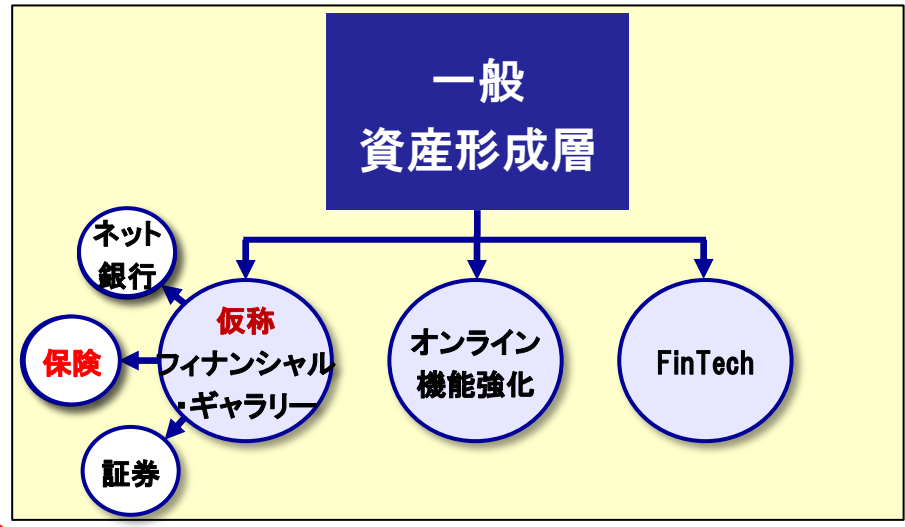 一般
資産形成層
ネット
銀行
仮称
フィナンシャル
・ギャラリー
保険
証券
オンライン
機能強化
FinTech